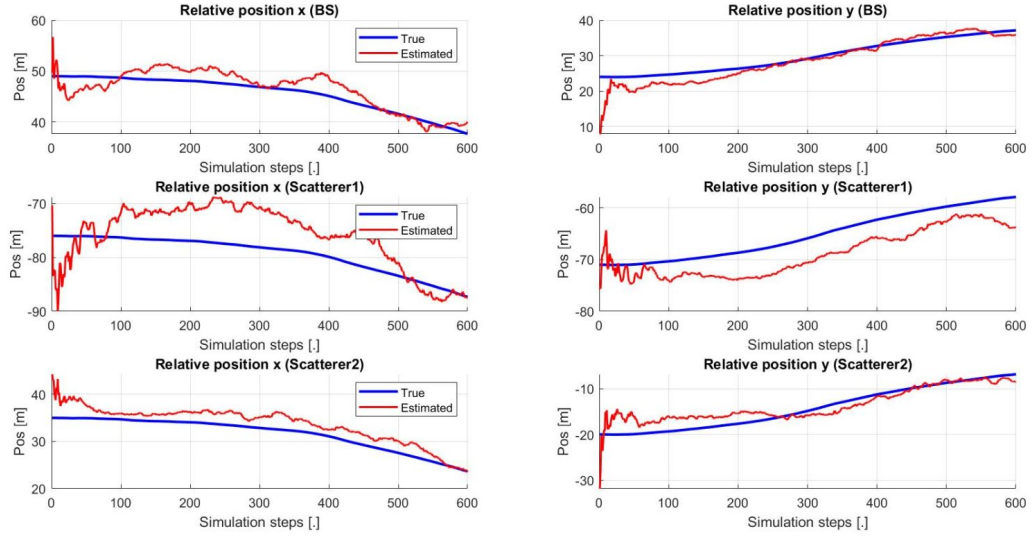 Relative position x (BS)
60
50
40
Pos [m]
True
Estimated
0 100 200 300 400 500 600
Simulation steps [.]
Relative position y (BS)
40
30
20
10
Pos [m]
0 100 200 300 400 500 600
Simulation steps [.]
Relative position x (Scatterer1)
-70
-80
-90
Pos [m]
True
Estimated
0 100 200 300 400 500 600
Simulation steps [.]
Relative position y (Scatterer1)
-60
-70
-80
Pos [m]
0 100 200 300 400 500 600
Simulation steps [.]
Relative position x (Scatterer2)
40
30
20
Pos [m]
True
Estimated
0 100 200 300 400 500 600
Simulation steps [.]
Relative position y (Scatterer2)
-10
-20
-30
Pos [m]
0 100 200 300 400 500 600
Simulation steps [.]